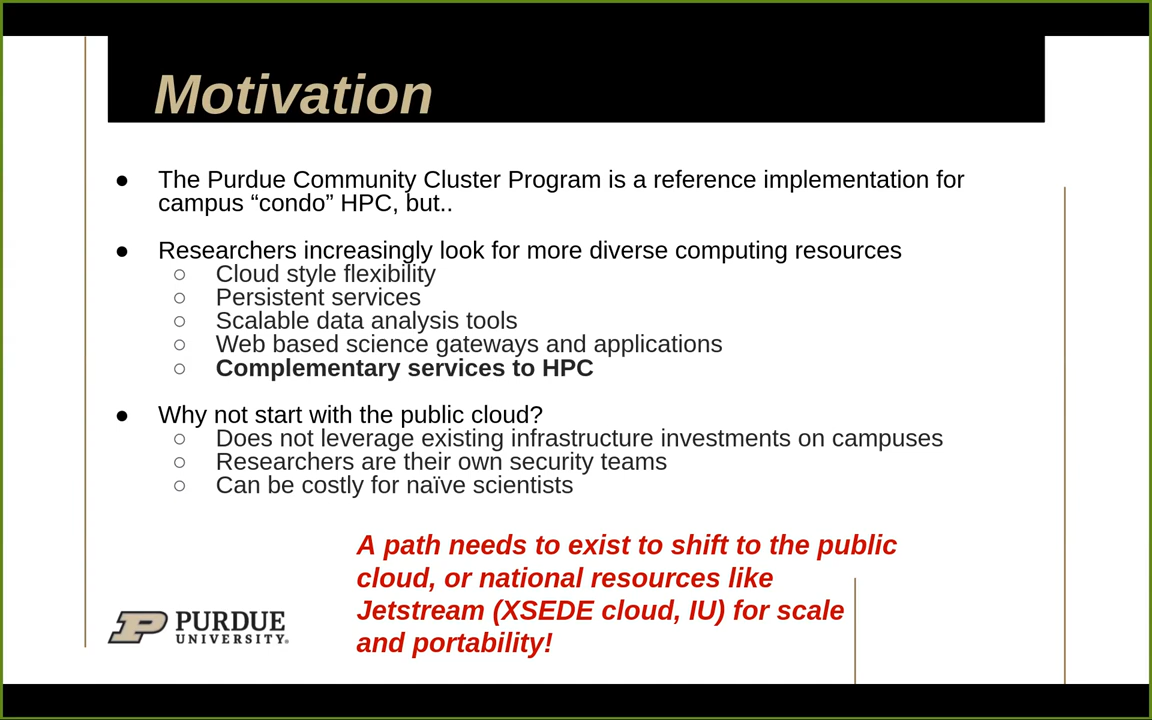 Motivation
● The Purdue Community Cluster Program is a reference implementation for
campus “condo” HPC, but..
● Researchers increasingly look for more diverse computing resources
○ Cloud style flexibility
○ Persistent services
○ Scalable data analysis tools
○ Web based science gateways and applications
○ Complementary services to HPC
● Why not start with the public cloud?
○ Does not leverage existing infrastructure investments on campuses
○ Researchers are their own security teams
○ Can be costly for naïve scientists
A path needs to exist to shift to the public
cloud, or national resources like
Jetstream (XSEDE cloud, IU) for scale
and portability!
PURDUE
UNIVERSITY®